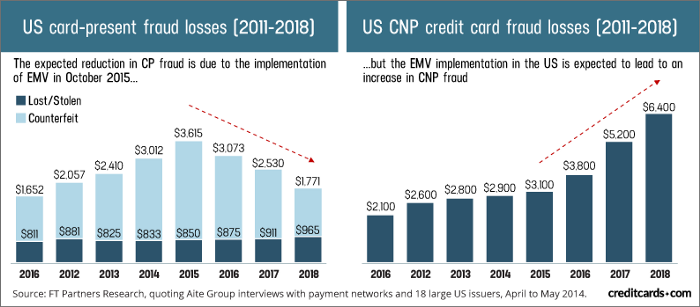 US card-present fraud losses (2011-2018)
The expected reduction in CP fraud is due to the implementation
of EMV in October 2015...
Lost/Stolen
Counterfeit
$1.652 $2.057 $2.410 $3,012 $3.615 $3.073 $2.530 $1.771
$811 $881 $825 $833 $850 $875 $911 $965
2016 2012 2013 2014 2015 2016 2017 2018
US CNP credit card fraud losses (2011-2018)
...but the EMV implementation in the US is expected to lead to an
increase in CNP fraud
$2,100 $2,600 $2,800 $2,900 $3,100 $3,800 $5,200 $6,400
2016 2012 2013 2014 2015 2016 2017 2018
Source: FT Partners Research, quoting Aite Group interviews with payment networks and 18 large US issuers, April to May 2014.
creditcards.com